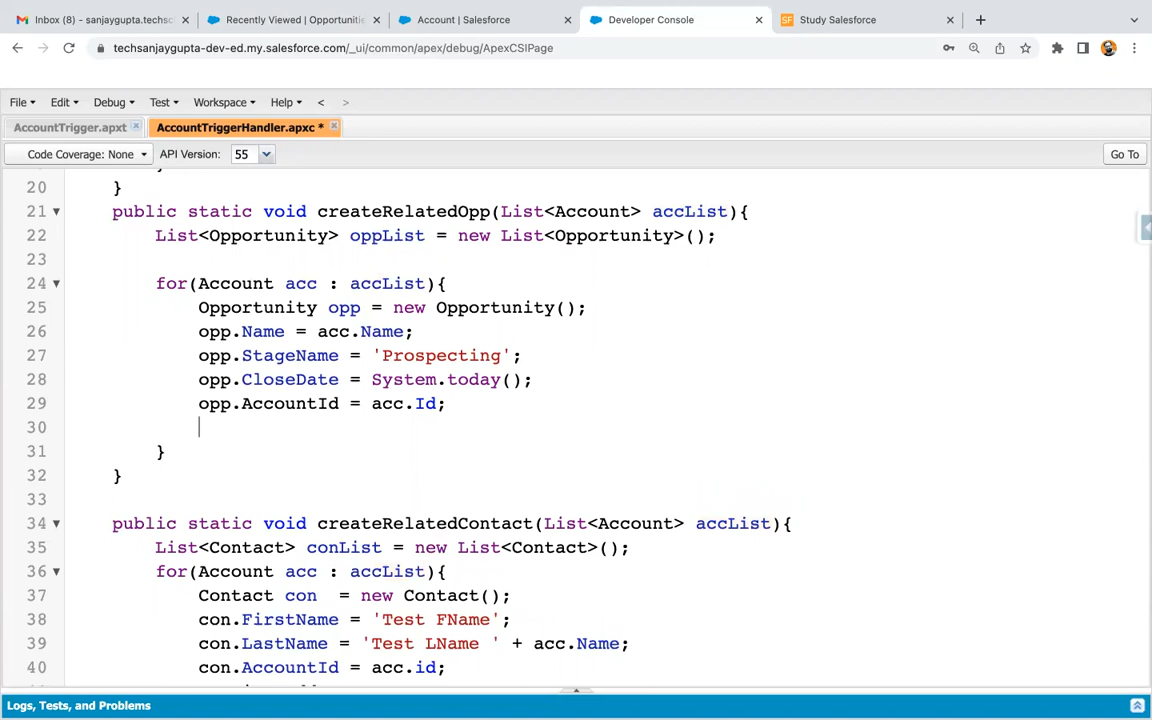 Inbox (8) - sanjaygupta.techsc
Recently Viewed | Opportunitie
Account | Salesforce
Developer Console
Study Salesforce
techsanjaygupta-dev-ed.my.salesforce.com/_ui/common/apex/debug/ApexCSIPage
File Edit Debug Test Workspace Help < >
AccountTrigger.apxt
AccountTriggerHandler.apxc *
Code Coverage: None API Version: 55 Go To
20 }
21 public static void createRelatedOpp(List<Account> accList){
22 List<Opportunity> oppList = new List<Opportunity>();
23
24 for(Account acc : accList){
25 Opportunity opp = new Opportunity();
26 opp.Name = acc.Name;
27 opp.StageName = 'Prospecting';
28 opp.CloseDate = System.today();
29 opp.AccountId = acc.Id;
30
31 }
32 }
33
34 public static void createRelatedContact(List<Account> accList){
35 List<Contact> conList = new List<Contact>();
36 for(Account acc : accList){
37 Contact con  = new Contact();
38 con.FirstName = 'Test FName';
39 con.LastName = 'Test LName ' + acc.Name;
40 con.AccountId = acc.id;
Logs, Tests, and Problems